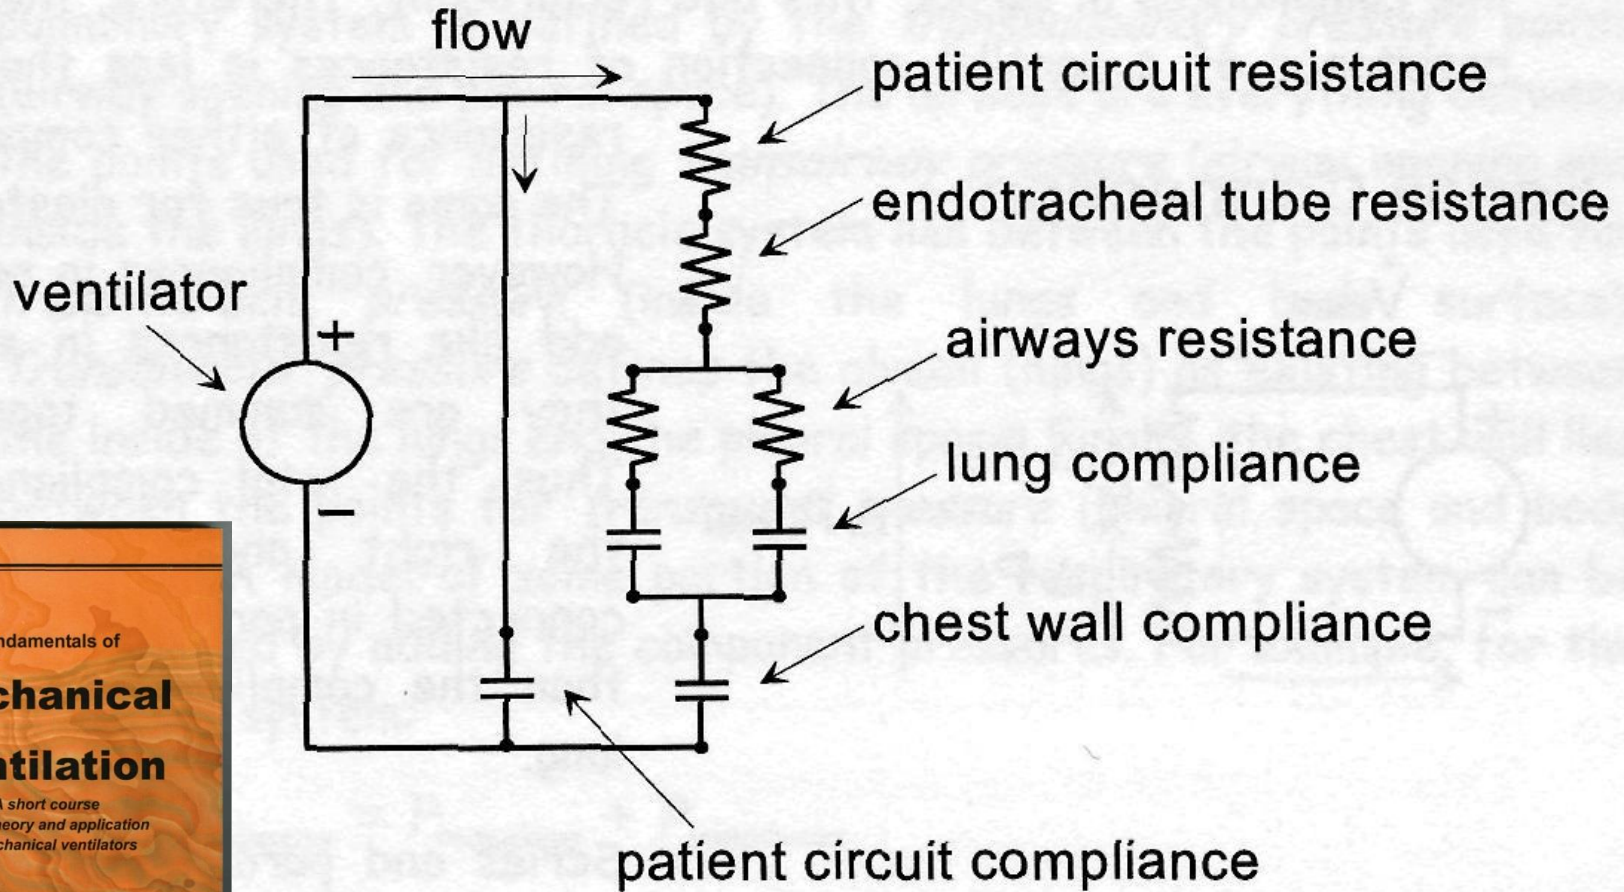 flow
patient circuit resistance
endotracheal tube resistance
ventilator
+
airways resistance
lung compliance
−
chest wall compliance
patient circuit compliance
ndamentals of
chanical
ntilation
A short course
heory and application
chanical ventilators